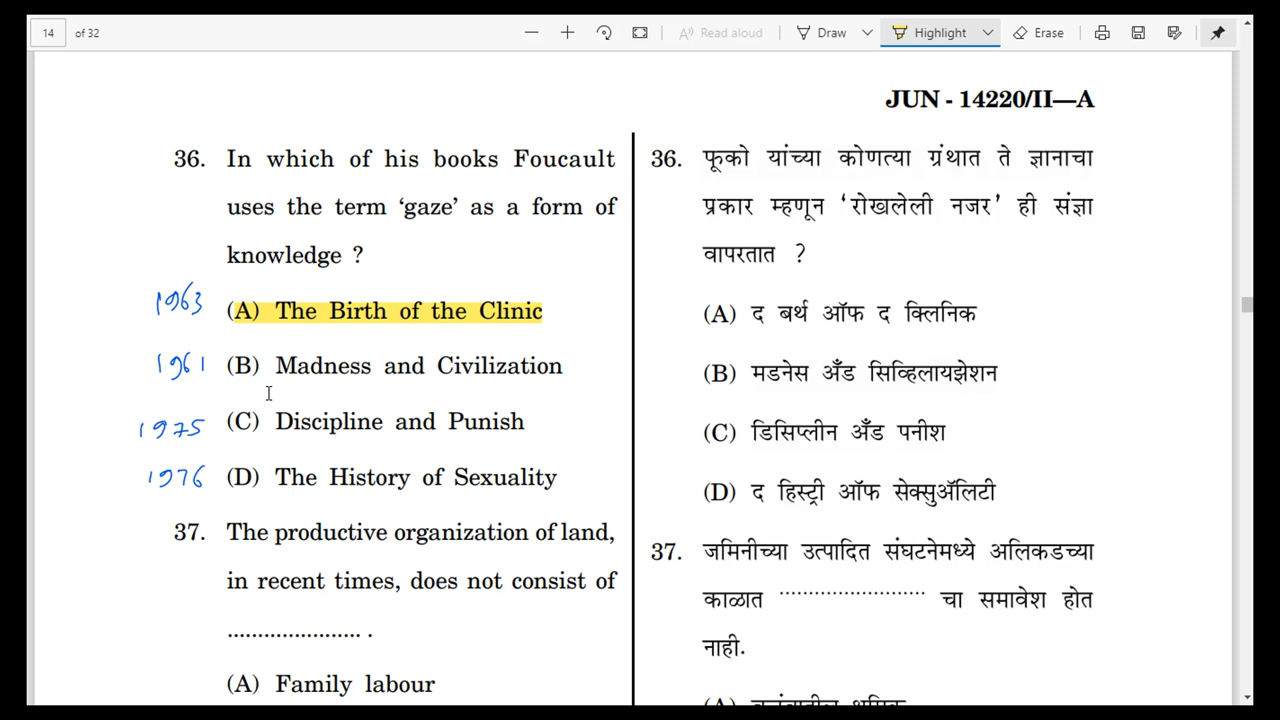 14 of 32 Read aloud Draw Highlight Erase
JUN - 14220/II—A
36. In which of his books Foucault
uses the term ‘gaze’ as a form of
knowledge ?
1963 (A) The Birth of the Clinic
1961 (B) Madness and Civilization
1975 (C) Discipline and Punish
1976 (D) The History of Sexuality
37. The productive organization of land,
in recent times, does not consist of
..................... .
(A) Family labour
36. फूको यांच्या कोणत्या ग्रंथात ते ज्ञानाचा
प्रकार म्हणून ‘रोखलेली नजर’ ही संज्ञा
वापरतात ?
(A) द बर्थ ऑफ द क्लिनिक
(B) मडनेस अँड सिव्हिलायझेशन
(C) डिसिप्लीन अँड पनीश
(D) द हिस्ट्री ऑफ सेक्सुॲलिटी
37. जमिनीच्या उत्पादित संघटनेमध्ये अलिकडच्या
काळात ........................ चा समावेश होत
नाही.